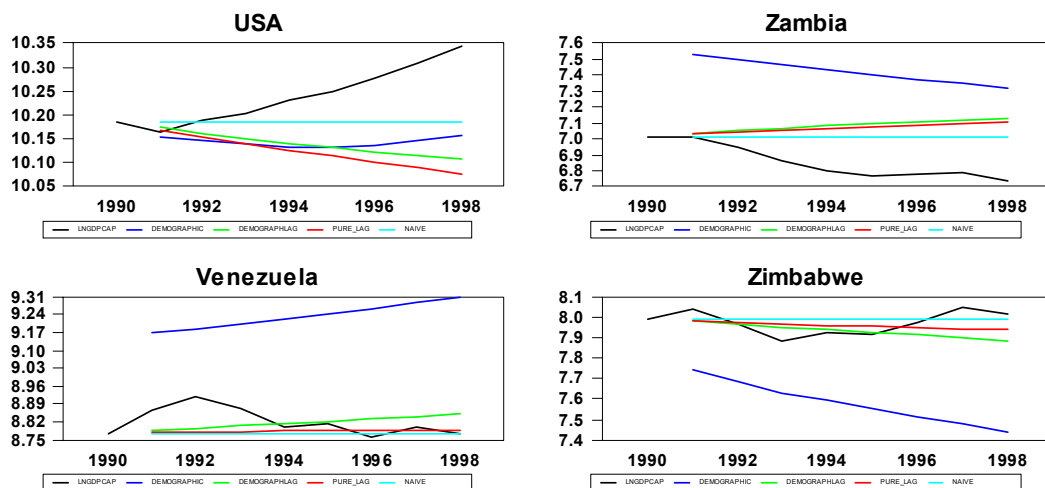 USA
10.35
10.30
10.25
10.20
10.15
10.10
10.05
1990 1992 1994 1996 1998
LNGDPCAP DEMOGRAPHIC DEMOGRAPHLAG PURE_LAG NAIVE
Zambia
7.6
7.5
7.4
7.3
7.2
7.1
7.0
6.9
6.8
6.7
1990 1992 1994 1996 1998
LNGDPCAP DEMOGRAPHIC DEMOGRAPHLAG PURE_LAG NAIVE
Venezuela
9.31
9.24
9.17
9.10
9.03
8.96
8.89
8.82
8.75
1990 1992 1994 1996 1998
LNGDPCAP DEMOGRAPHIC DEMOGRAPHLAG PURE_LAG NAIVE
Zimbabwe
8.1
8.0
7.9
7.8
7.7
7.6
7.5
7.4
1990 1992 1994 1996 1998
LNGDPCAP DEMOGRAPHIC DEMOGRAPHLAG PURE_LAG NAIVE